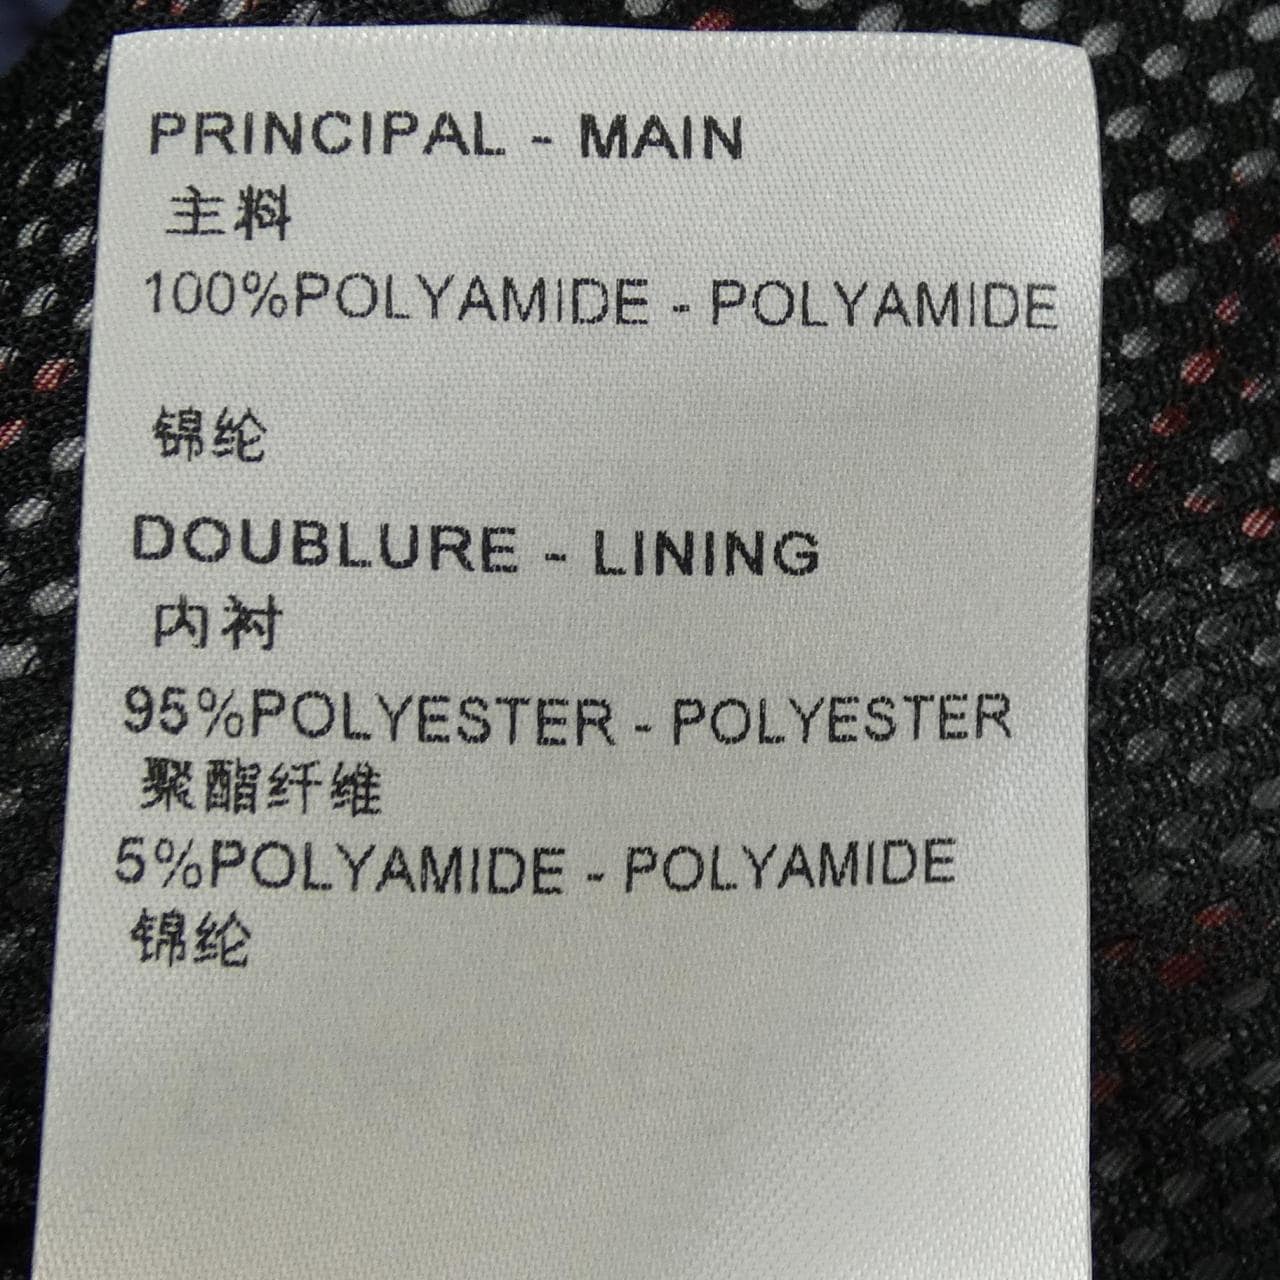 PRINCIPAL - MAIN
主料
100%POLYAMIDE - POLYAMIDE
锦纶
DOUBLURE - LINING
内衬
95%POLYESTER - POLYESTER
聚酯纤维
5%POLYAMIDE - POLYAMIDE
锦纶